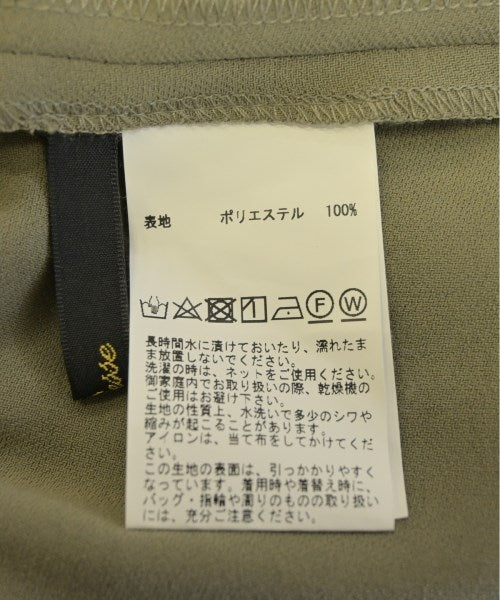 表地 ポリエステル 100%
F W
長時間水に漬けておいたり、濡れたま
ま放置しないでください。
洗濯の時は、ネットをご使用ください。
御家庭内でお取り扱いの際、乾燥機の
ご使用はお避け下さい。
生地の性質上、水洗いで多少のシワや
縮みが起こることがあります。
アイロンは、当て布をしてかけてくだ
さい。
この生地の表面は、引っかかりやすく
なっています。着用時や着替え時に、
バッグ・指輪や周りのものの取り扱い
には、充分ご注意ください。